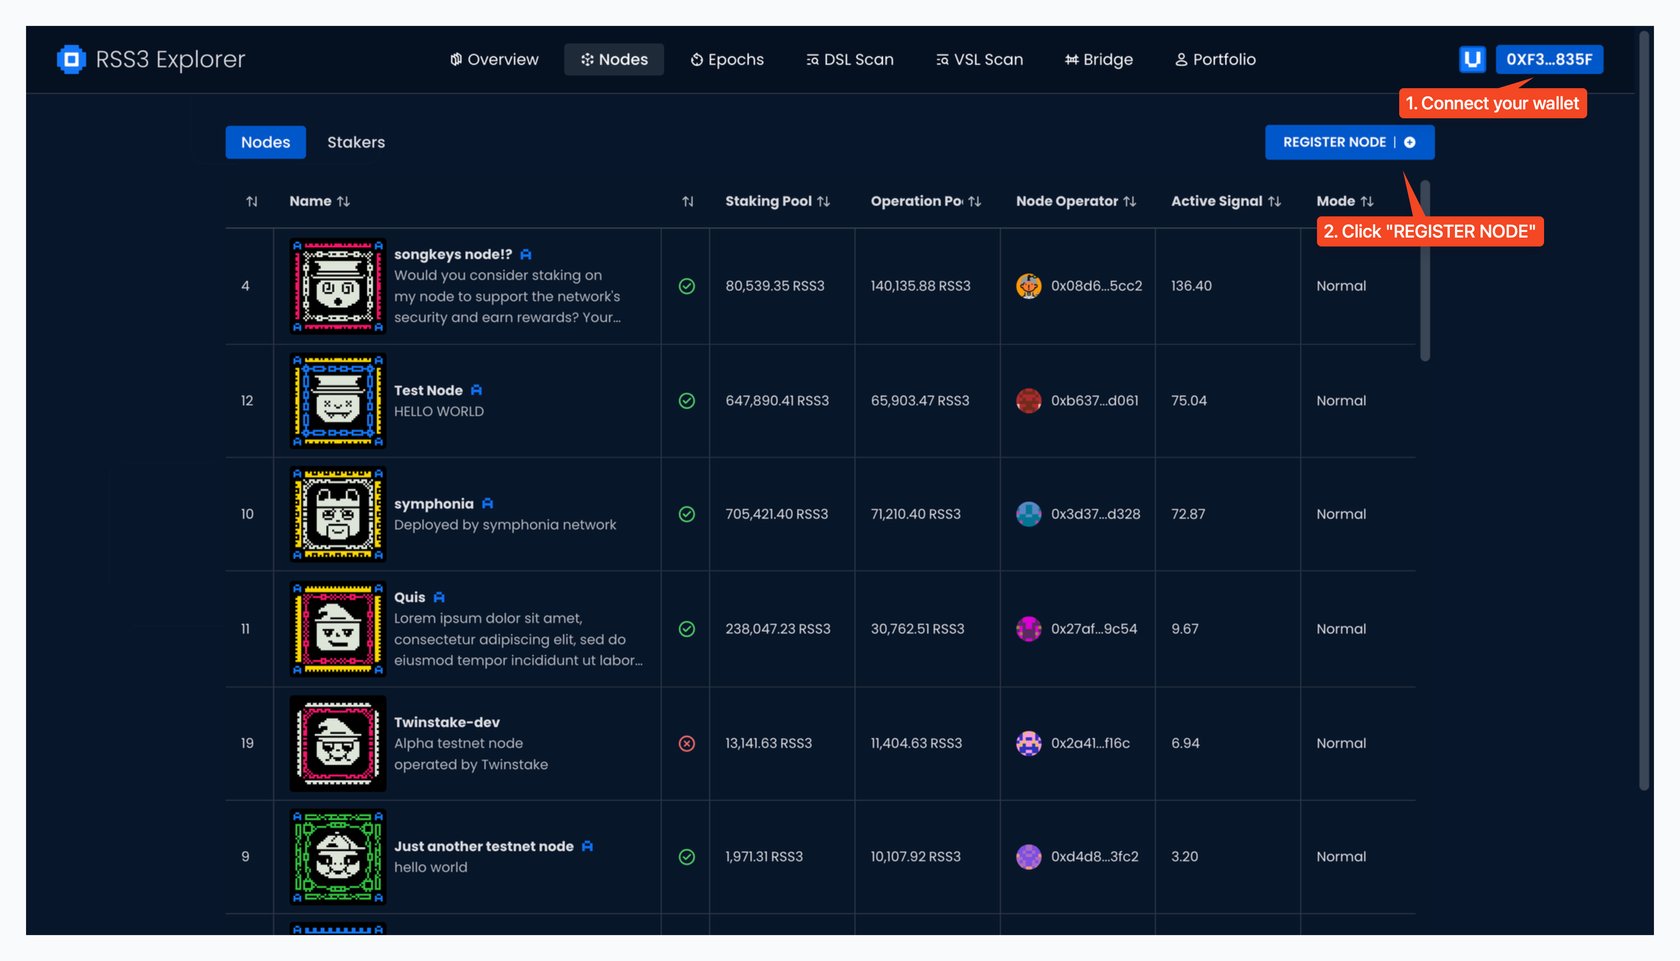 RSS3 Explorer
Overview
Nodes
Epochs
DSL Scan
VSL Scan
Bridge
Portfolio
0XF3...835F
1. Connect your wallet
Nodes
Stakers
REGISTER NODE |
2. Click "REGISTER NODE"
Name
Staking Pool
Operation Po
Node Operator
Active Signal
Mode
4
songkeys node!?
Would you consider staking on
my node to support the network's
security and earn rewards? Your...
80,539.35 RSS3
140,135.88 RSS3
0x08d6...5cc2
136.40
Normal
12
Test Node
HELLO WORLD
647,890.41 RSS3
65,903.47 RSS3
0xb637...d061
75.04
Normal
10
symphonia
Deployed by symphonia network
705,421.40 RSS3
71,210.40 RSS3
0x3d37...d328
72.87
Normal
11
Quis
Lorem ipsum dolor sit amet,
consectetur adipiscing elit, sed do
eiusmod tempor incididunt ut labor...
238,047.23 RSS3
30,762.51 RSS3
0x27af...9c54
9.67
Normal
19
Twinstake-dev
Alpha testnet node
operated by Twinstake
13,141.63 RSS3
11,404.63 RSS3
0x2a41...f16c
6.94
Normal
9
Just another testnet node
hello world
1,971.31 RSS3
10,107.92 RSS3
0xd4d8...3fc2
3.20
Normal